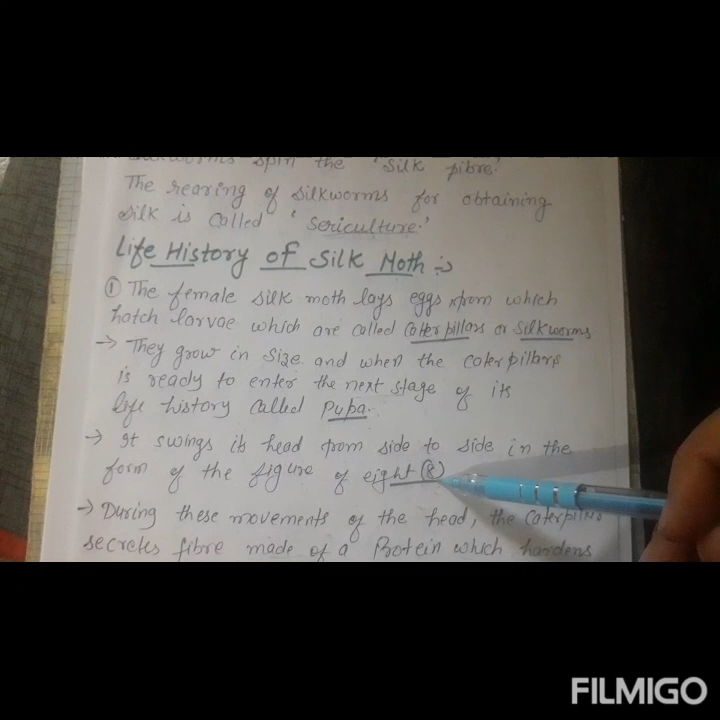 spin the 'Silk fibre.'
The rearing of silkworms for obtaining
silk is called 'Sericulture.'
Life History of Silk Moth :->
① The female silk moth lays eggs from which
hatch larvae which are called Caterpillars or Silkworms
→ They grow in size and when the caterpillars
is ready to enter the next stage of its
life history called Pupa.
→ It swings its head from side to side in the
form of the figure of eight (8)
→ During these movements of the head, the caterpillar
secretes fibre made of a Protein which hardens
FILMIGO